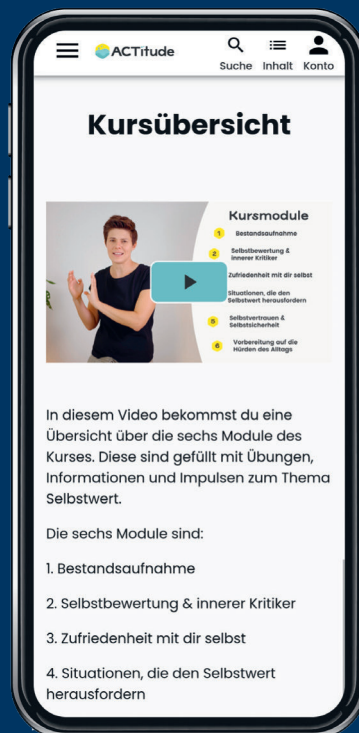 ACTitude
Suche Inhalt Konto
Kursübersicht
Kursmodule
1 Bestandsaufnahme
2 Selbstbewertung &
innerer Kritiker
Zufriedenheit mit dir selbst
Situationen, die den
Selbstwert herausfordern
5 Selbstvertrauen &
Selbstsicherheit
6 Vorbereitung auf die
Hürden des Alltags
In diesem Video bekommst du eine
Übersicht über die sechs Module des
Kurses. Diese sind gefüllt mit Übungen,
Informationen und Impulsen zum Thema
Selbstwert.
Die sechs Module sind:
1. Bestandsaufnahme
2. Selbstbewertung & innerer Kritiker
3. Zufriedenheit mit dir selbst
4. Situationen, die den Selbstwert
herausfordern